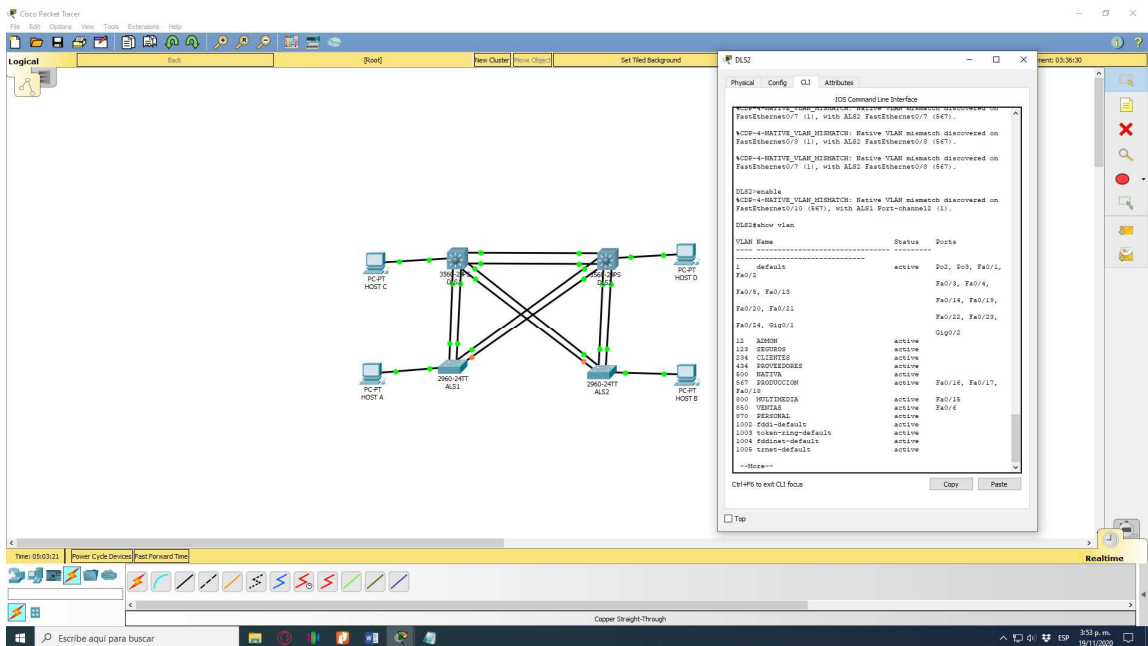 Cisco Packet Tracer
File Edit Options View Tools Extensions Help
Logical Back [Root] New Cluster Move Object Set Tiled Background ment: 03:36:30
DLS2
Physical Config CLI Attributes
IOS Command Line Interface
%CDP-4-NATIVE_VLAN_MISMATCH: Native VLAN mismatch discovered on
FastEthernet0/7 (1), with ALS2 FastEthernet0/7 (567).
%CDP-4-NATIVE_VLAN_MISMATCH: Native VLAN mismatch discovered on
FastEthernet0/8 (1), with ALS2 FastEthernet0/8 (567).
%CDP-4-NATIVE_VLAN_MISMATCH: Native VLAN mismatch discovered on
FastEthernet0/7 (1), with ALS2 FastEthernet0/8 (567).
DLS2>enable
%CDP-4-NATIVE_VLAN_MISMATCH: Native VLAN mismatch discovered on
FastEthernet0/10 (567), with ALS1 Port-channel2 (1).
DLS2#show vlan
VLAN Name Status Ports
---- -------------------------------- --------- ---------
-------------------------------
1 default active Po2, Po3, Fa0/1,
Fa0/2
Fa0/3, Fa0/4,
Fa0/5, Fa0/13
Fa0/14, Fa0/19,
Fa0/20, Fa0/21
Fa0/22, Fa0/23,
Fa0/24, Gig0/1
Gig0/2
12 ADMON active
123 SEGUROS active
234 CLIENTES active
434 PROVEEDORES active
500 NATIVA active
567 PRODUCCION active Fa0/16, Fa0/17,
Fa0/18
800 MULTIMEDIA active Fa0/15
850 VENTAS active Fa0/6
870 PERSONAL active
1002 fddi-default active
1003 token-ring-default active
1004 fddinet-default active
1005 trnet-default active
--More--
Ctrl+F6 to exit CLI focus Copy Paste
Top
PC-PT
HOST C
PC-PT
HOST D
2960-24TT
ALS1
2960-24TT
ALS2
PC-PT
HOST A
PC-PT
HOST B
Time: 05:03:21 Power Cycle Devices Fast Forward Time Realtime
Copper Straight-Through
Escribe aquí para buscar ESP 3:53 p. m.
19/11/2020